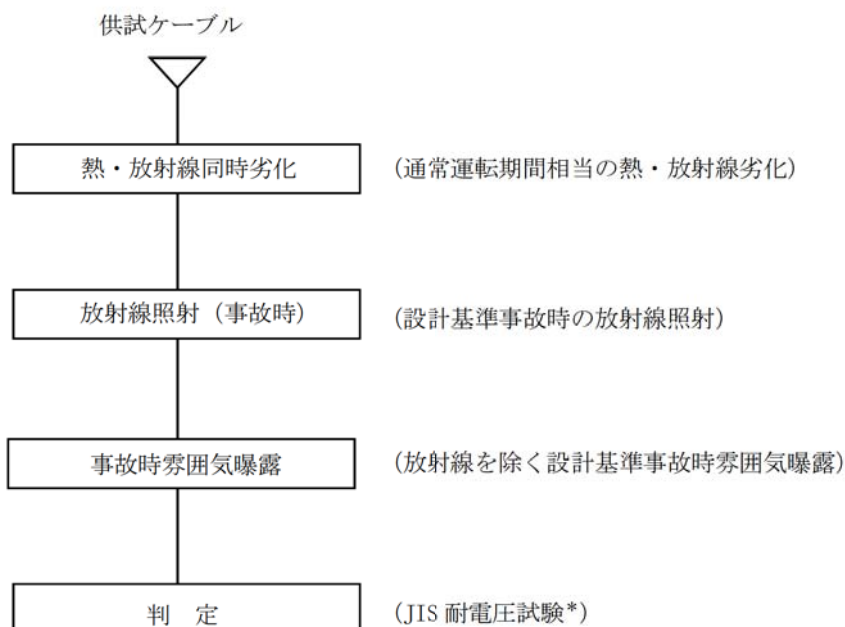 供試ケーブル
熱・放射線同時劣化 (通常運転期間相当の熱・放射線劣化)
放射線照射(事故時) (設計基準事故時の放射線照射)
事故時雰囲気曝露 (放射線を除く設計基準事故時雰囲気曝露)
判 定 (JIS 耐電圧試験*)